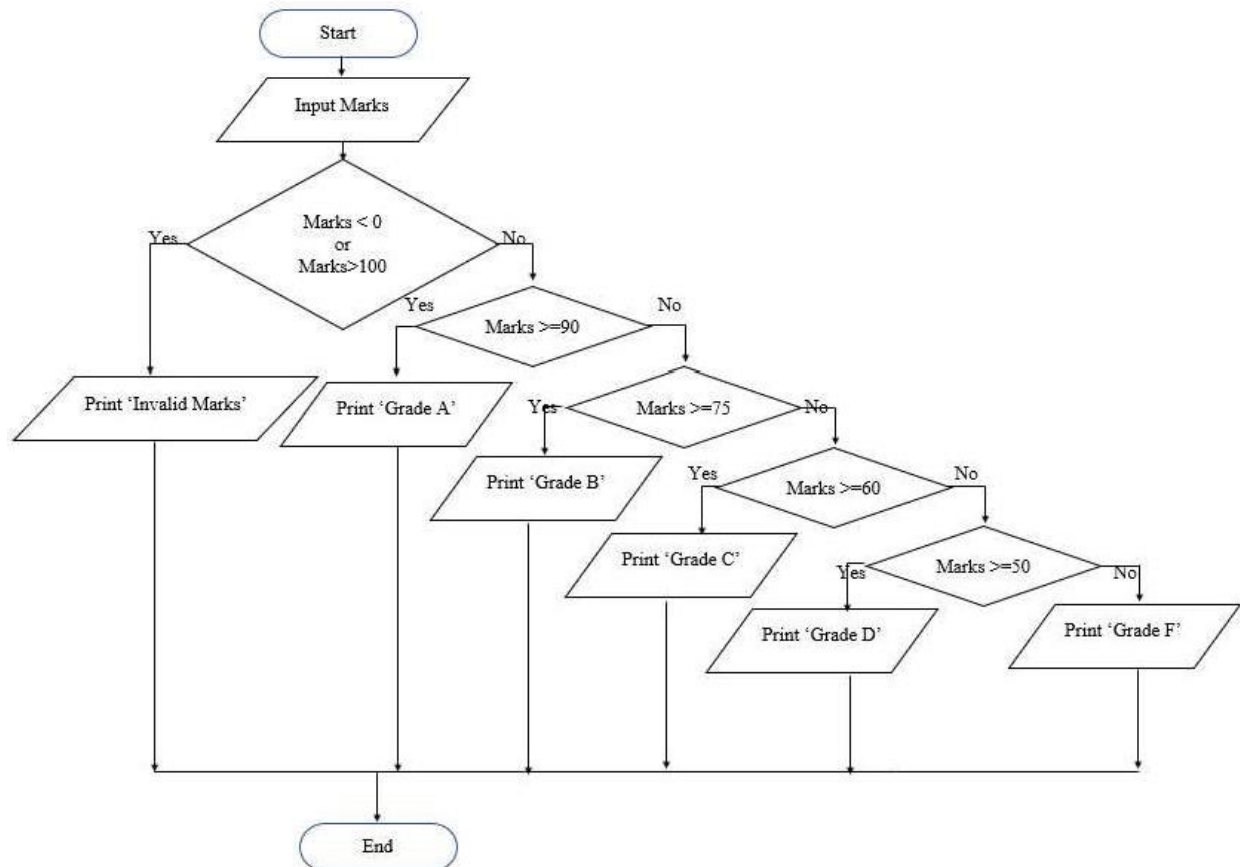 Start
Input Marks
Marks < 0
or
Marks>100
Yes
No
Yes
Marks >=90
No
Print ‘Invalid Marks’
Print ‘Grade A’
Yes
Marks >=75
No
Print ‘Grade B’
Yes
Marks >=60
No
Print ‘Grade C’
Yes
Marks >=50
No
Print ‘Grade D’
Print ‘Grade F’
End